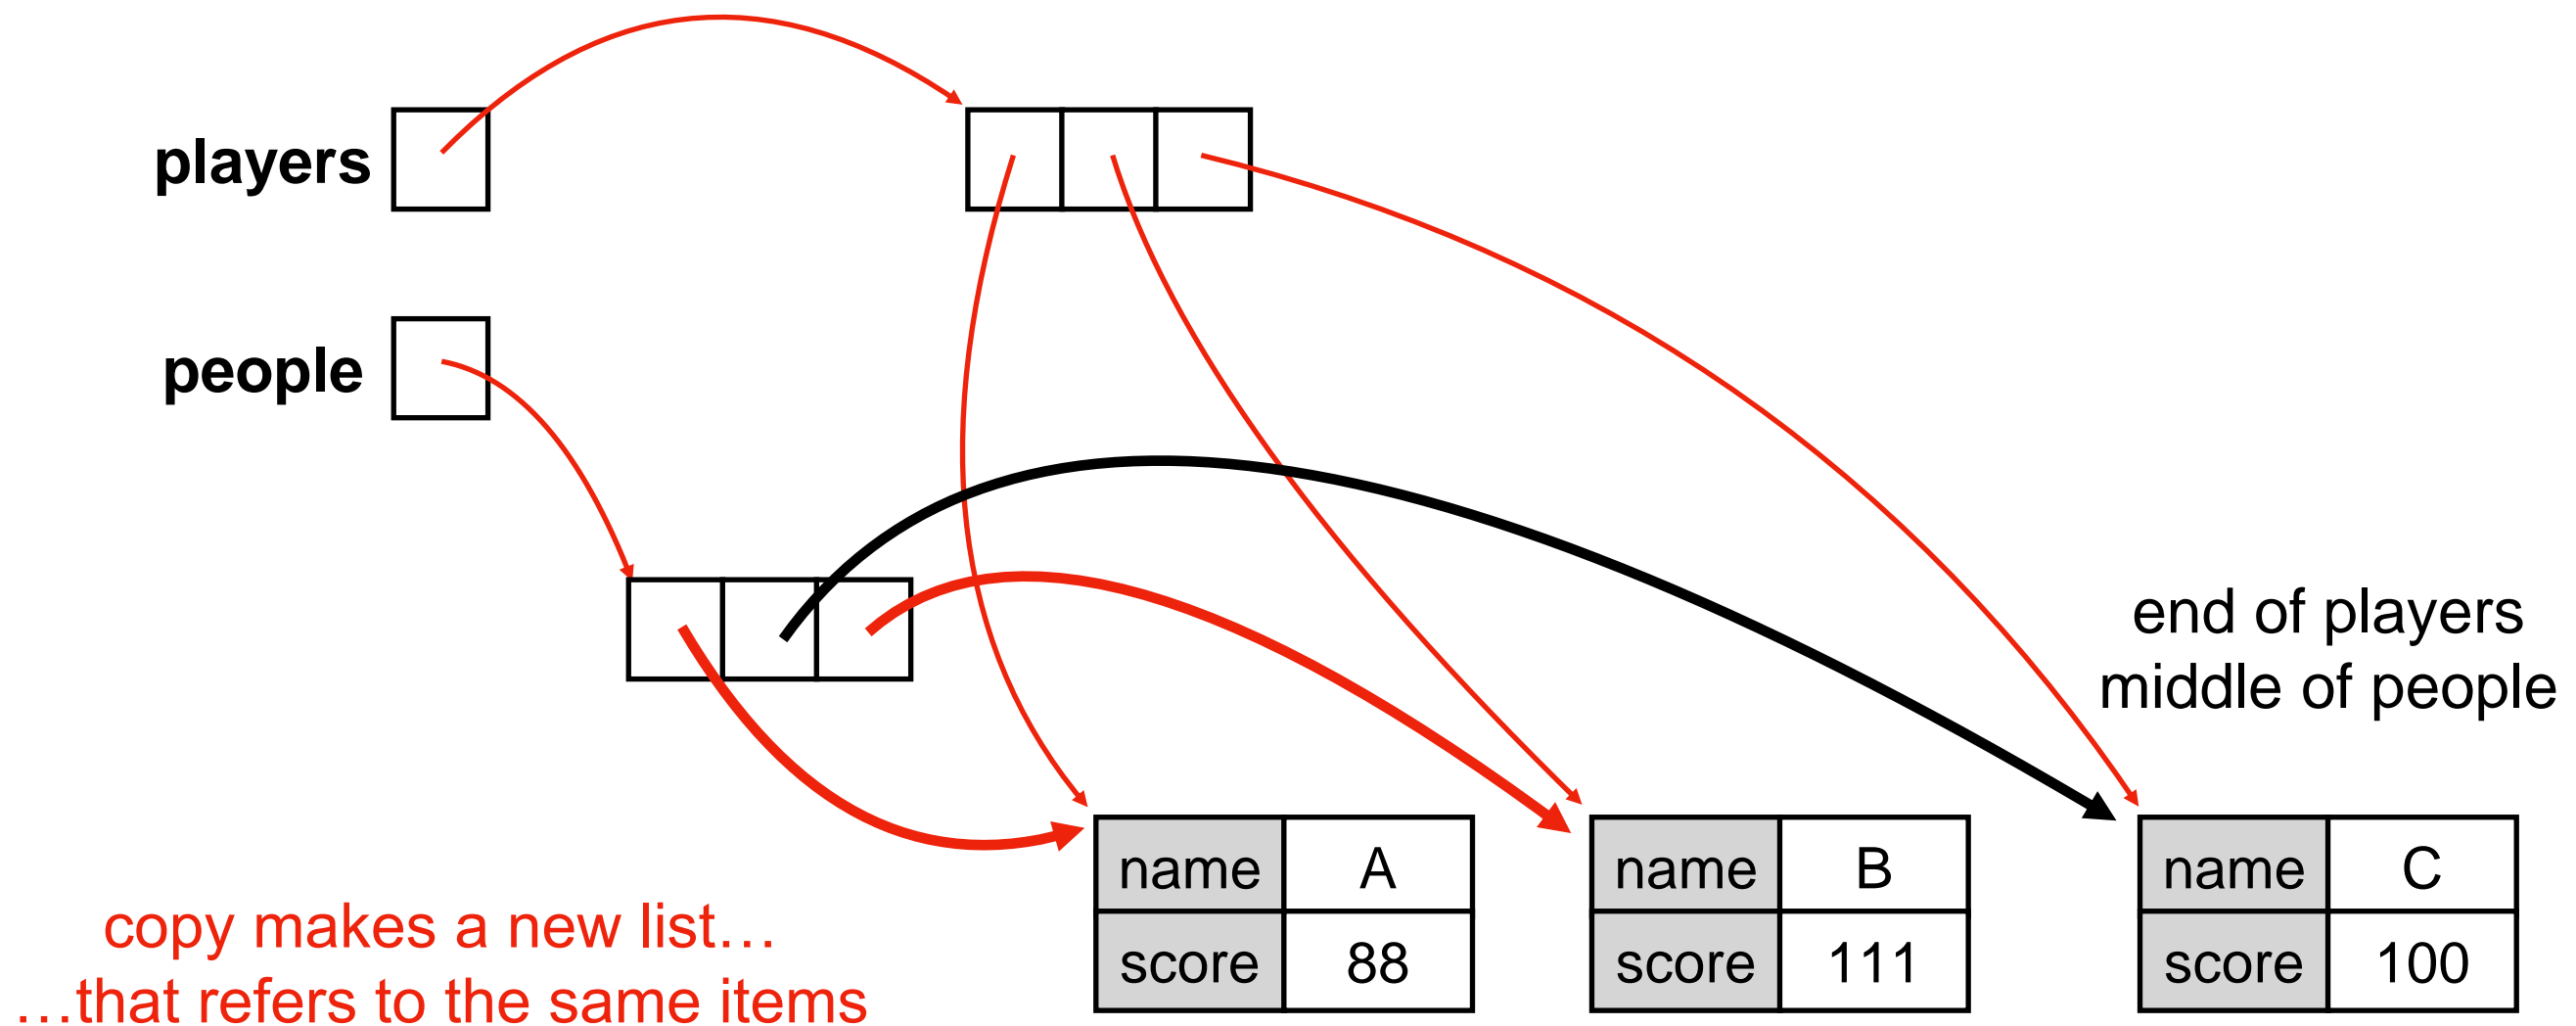 players
people
end of players
middle of people
name A
score 88
name B
score 111
name C
score 100
copy makes a new list…
…that refers to the same items